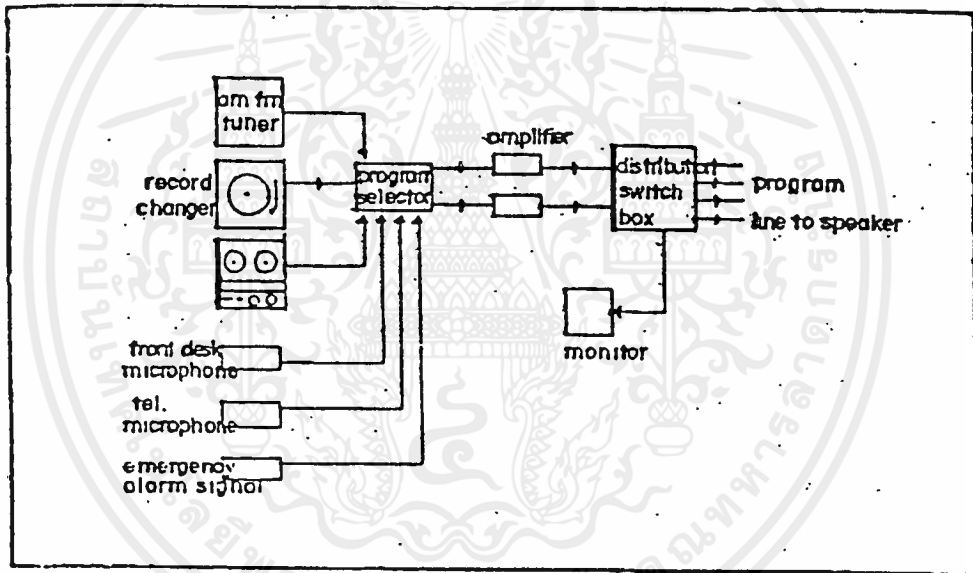 am fm
tuner
record
changer
program
selector
amplifier
distribution
switch
box
program
line to speaker
monitor
front desk
microphone
tel.
microphone
emergency
alarm signal